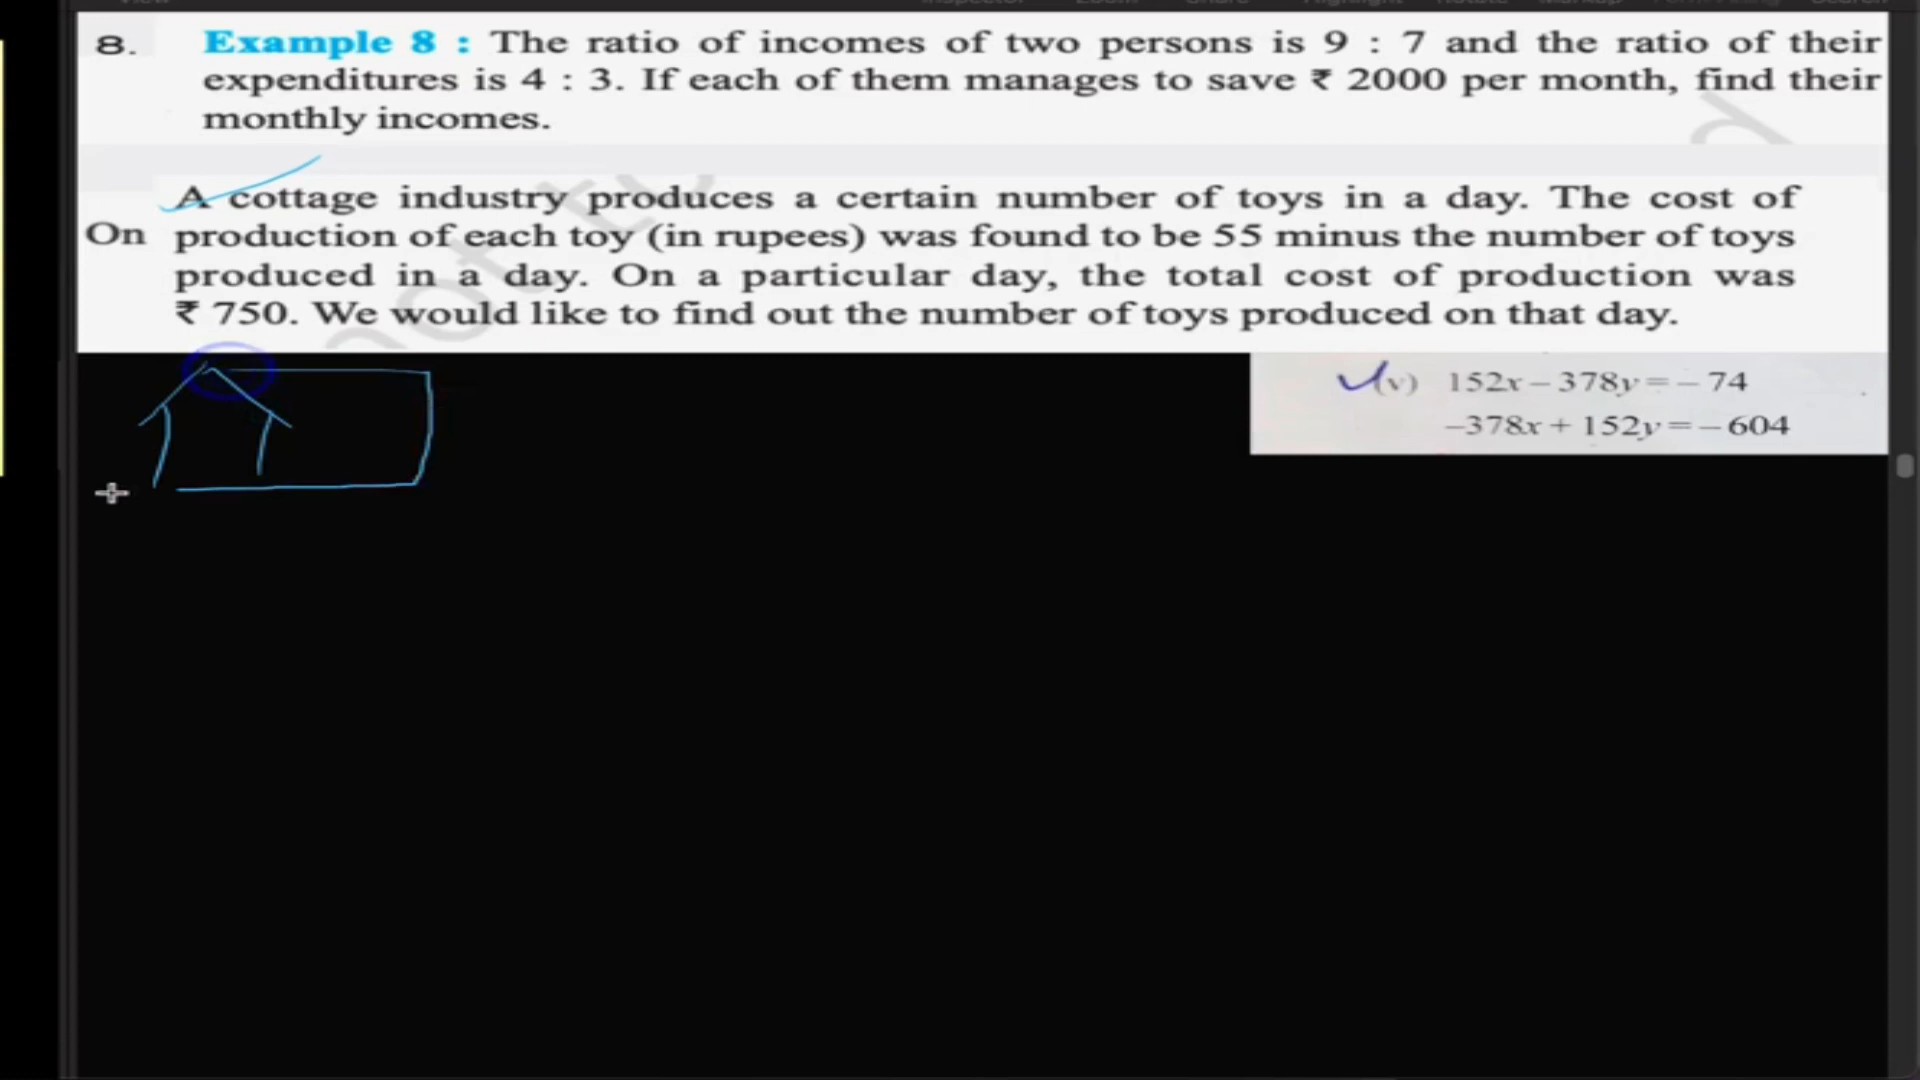 8. Example 8 : The ratio of incomes of two persons is 9 : 7 and the ratio of their
expenditures is 4 : 3. If each of them manages to save ₹ 2000 per month, find their
monthly incomes.
A cottage industry produces a certain number of toys in a day. The cost of
On production of each toy (in rupees) was found to be 55 minus the number of toys
produced in a day. On a particular day, the total cost of production was
₹ 750. We would like to find out the number of toys produced on that day.
(v) 152x – 378y = – 74
–378x + 152y = – 604